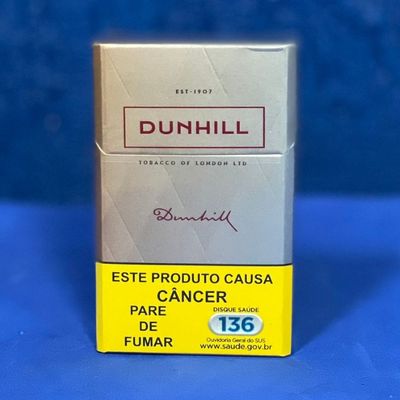 EST·1907
DUNHILL
TOBACCO OF LONDON LTD
Dunhill
ESTE PRODUTO CAUSA
CÂNCER
PARE
DE
FUMAR
DISQUE SAÚDE
136
Ouvidoria Geral do SUS
www.saude.gov.br